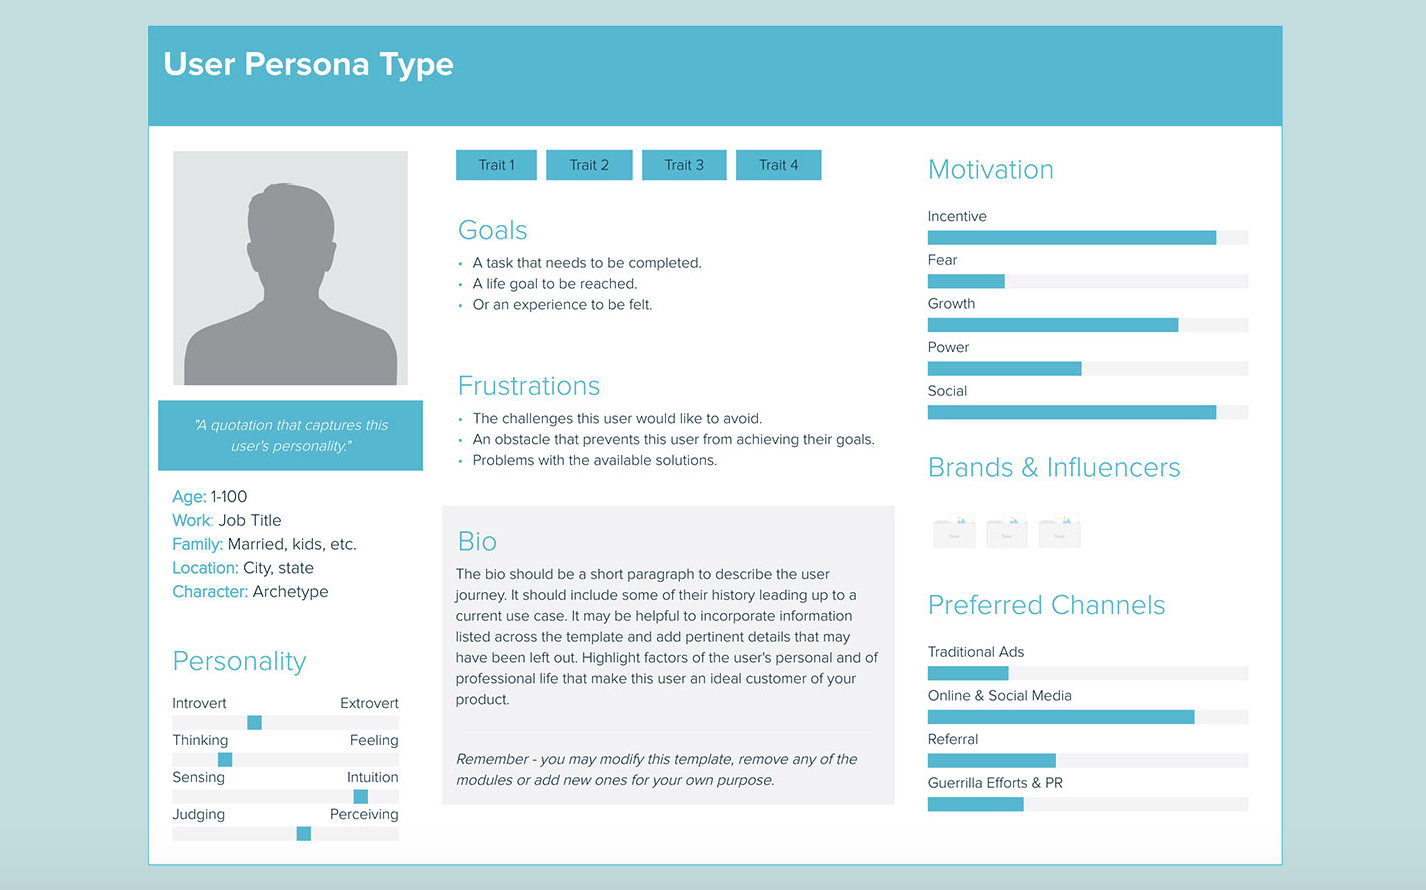 User Persona Type
"A quotation that captures this
user's personality."
Age: 1-100
Work: Job Title
Family: Married, kids, etc.
Location: City, state
Character: Archetype
Personality
Introvert Extrovert
Thinking Feeling
Sensing Intuition
Judging Perceiving
Trait 1 Trait 2 Trait 3 Trait 4
Goals
• A task that needs to be completed.
• A life goal to be reached.
• Or an experience to be felt.
Frustrations
• The challenges this user would like to avoid.
• An obstacle that prevents this user from achieving their goals.
• Problems with the available solutions.
Bio
The bio should be a short paragraph to describe the user
journey. It should include some of their history leading up to a
current use case. It may be helpful to incorporate information
listed across the template and add pertinent details that may
have been left out. Highlight factors of the user's personal and of
professional life that make this user an ideal customer of your
product.
Remember - you may modify this template, remove any of the
modules or add new ones for your own purpose.
Motivation
Incentive
Fear
Growth
Power
Social
Brands & Influencers
Preferred Channels
Traditional Ads
Online & Social Media
Referral
Guerrilla Efforts & PR